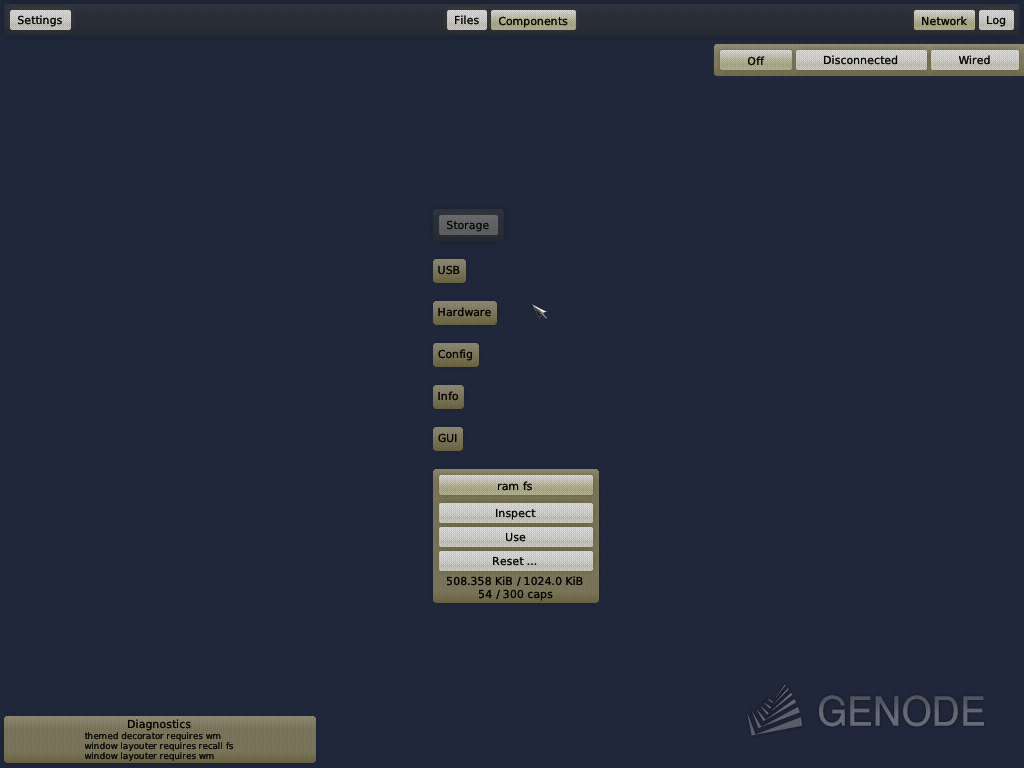 Settings
Files
Components
Network
Log
Off
Disconnected
Wired
Storage
USB
Hardware
Config
Info
GUI
ram fs
Inspect
Use
Reset ...
508.358 KiB / 1024.0 KiB
54 / 300 caps
GENODE
Diagnostics
themed decorator requires wm
window layouter requires recall fs
window layouter requires wm